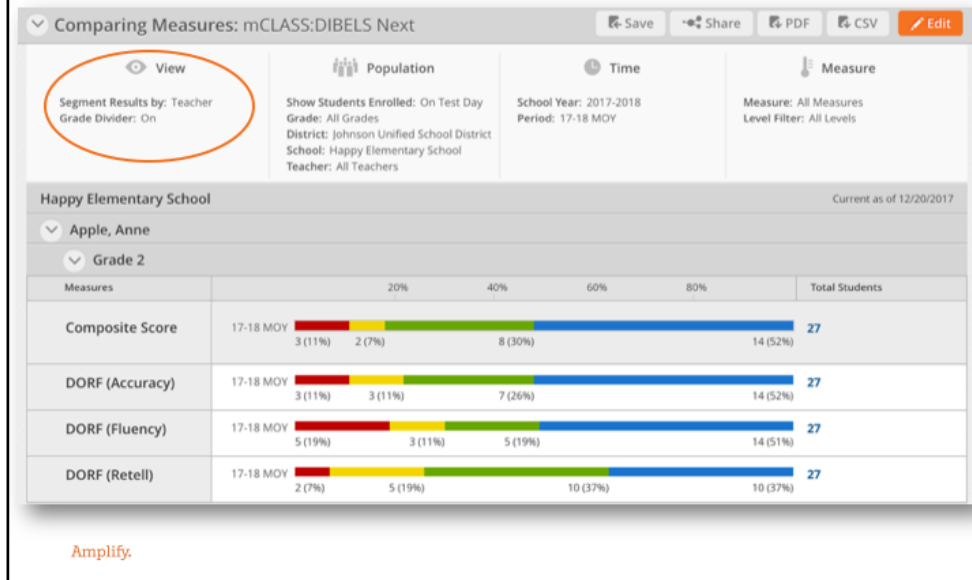 Comparing Measures: mCLASS:DIBELS Next
Save
Share
PDF
CSV
Edit
View
Segment Results by: Teacher
Grade Divider: On
Population
Show Students Enrolled: On Test Day
Grade: All Grades
District: Johnson Unified School District
School: Happy Elementary School
Teacher: All Teachers
Time
School Year: 2017-2018
Period: 17-18 MOY
Measure
Measure: All Measures
Level Filter: All Levels
Happy Elementary School Current as of 12/20/2017
Apple, Anne
Grade 2
Measures 20% 40% 60% 80% Total Students
Composite Score 17-18 MOY 27
3 (11%) 2 (7%) 8 (30%) 14 (52%)
DORF (Accuracy) 17-18 MOY 27
3 (11%) 3 (11%) 7 (26%) 14 (52%)
DORF (Fluency) 17-18 MOY 27
5 (19%) 3 (11%) 5 (19%) 14 (51%)
DORF (Retell) 17-18 MOY 27
2 (7%) 5 (19%) 10 (37%) 10 (37%)
Amplify.